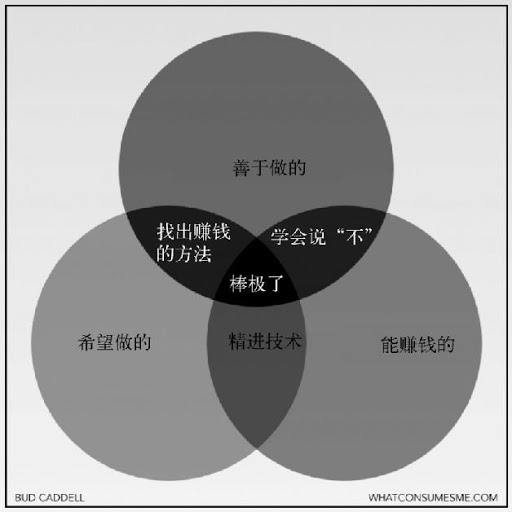 善于做的
找出赚钱
的方法
学会说“不”
棒极了
希望做的
精进技术
能赚钱的
BUD CADDELL
WHATCONSUMESME.COM